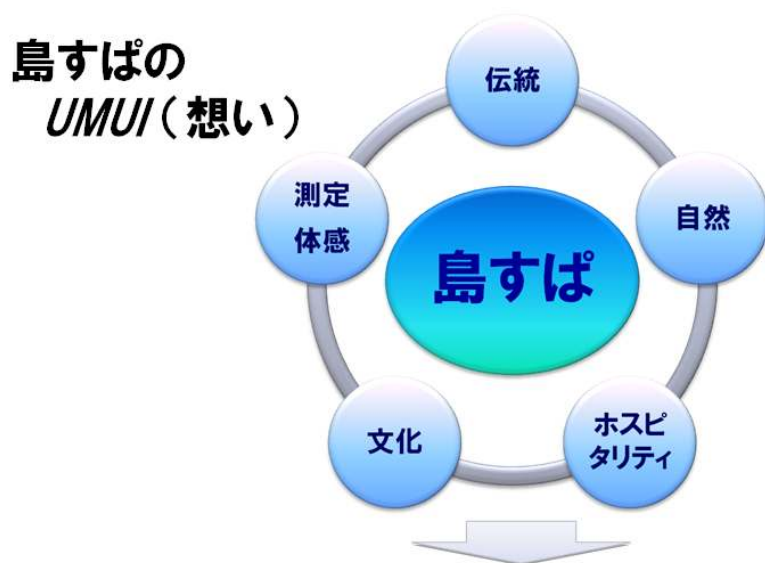 島すぱの
UMUI（想い）
伝統
測定
体感
自然
島すぱ
文化
ホスピ
タリティ